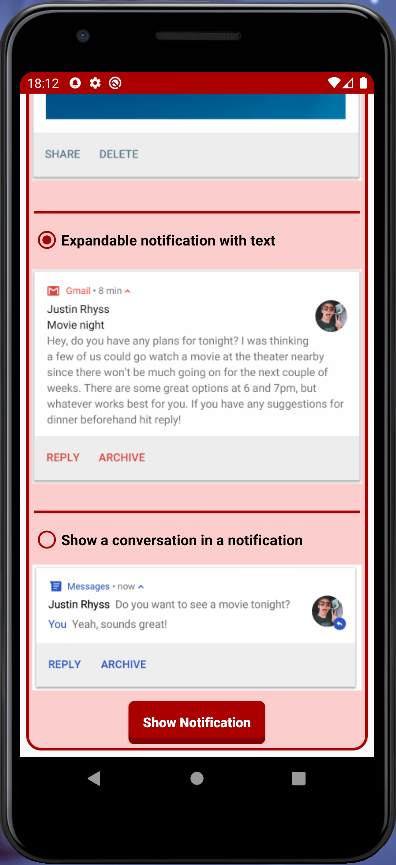 18:12
SHARE DELETE
Expandable notification with text
Gmail • 8 min
Justin Rhyss
Movie night
Hey, do you have any plans for tonight? I was thinking
a few of us could go watch a movie at the theater nearby
since there won't be much going on for the next couple of
weeks. There are some great options at 6 and 7pm, but
whatever works best for you. If you have any suggestions for
dinner beforehand hit reply!
REPLY ARCHIVE
Show a conversation in a notification
Messages • now
Justin Rhyss Do you want to see a movie tonight?
You Yeah, sounds great!
REPLY ARCHIVE
Show Notification